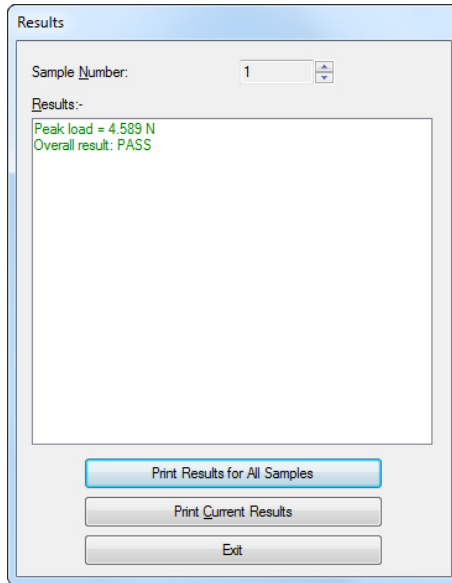 Results
Sample Number:
1
Results:-
Peak load = 4.589 N
Overall result: PASS
Print Results for All Samples
Print Current Results
Exit